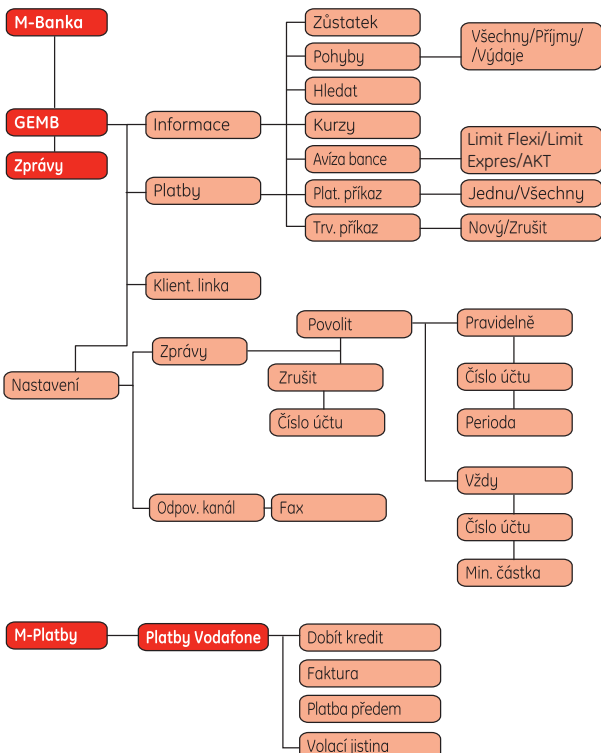 M-Banka
GEMB
Zprávy
Informace
Platby
Klient. linka
Nastavení
Zůstatek
Pohyby
Hledat
Kurzy
Avíza bance
Plat. příkaz
Trv. příkaz
Všechny/Příjmy/
/Výdaje
Limit Flexi/Limit
Expres/AKT
Jednu/Všechny
Nový/Zrušit
Zprávy
Povolit
Zrušit
Číslo účtu
Odpov. kanál
Fax
Pravidelně
Číslo účtu
Perioda
Vždy
Číslo účtu
Min. částka
M-Platby
Platby Vodafone
Dobít kredit
Faktura
Platba předem
Volací jistina